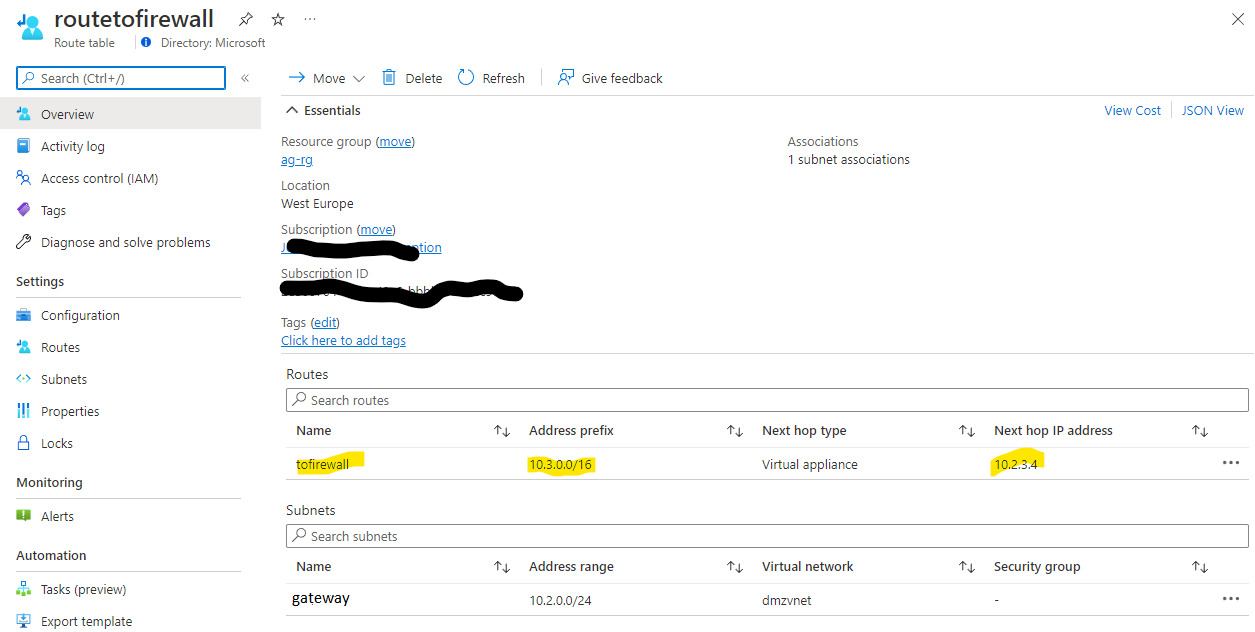 routetofirewall
Route table
Directory: Microsoft
Search (Ctrl+/)
«
Move
Delete
Refresh
Give feedback
Overview
Activity log
Access control (IAM)
Tags
Diagnose and solve problems
Settings
Configuration
Routes
Subnets
Properties
Locks
Monitoring
Alerts
Automation
Tasks (preview)
Export template
Essentials
View Cost
JSON View
Resource group (move)
ag-rg
Location
West Europe
Subscription (move)
Subscription ID
Tags (edit)
Click here to add tags
Associations
1 subnet associations
Routes
Search routes
Name Address prefix Next hop type Next hop IP address
tofirewall 10.3.0.0/16 Virtual appliance 10.2.3.4
Subnets
Search subnets
Name Address range Virtual network Security group
gateway 10.2.0.0/24 dmzvnet -